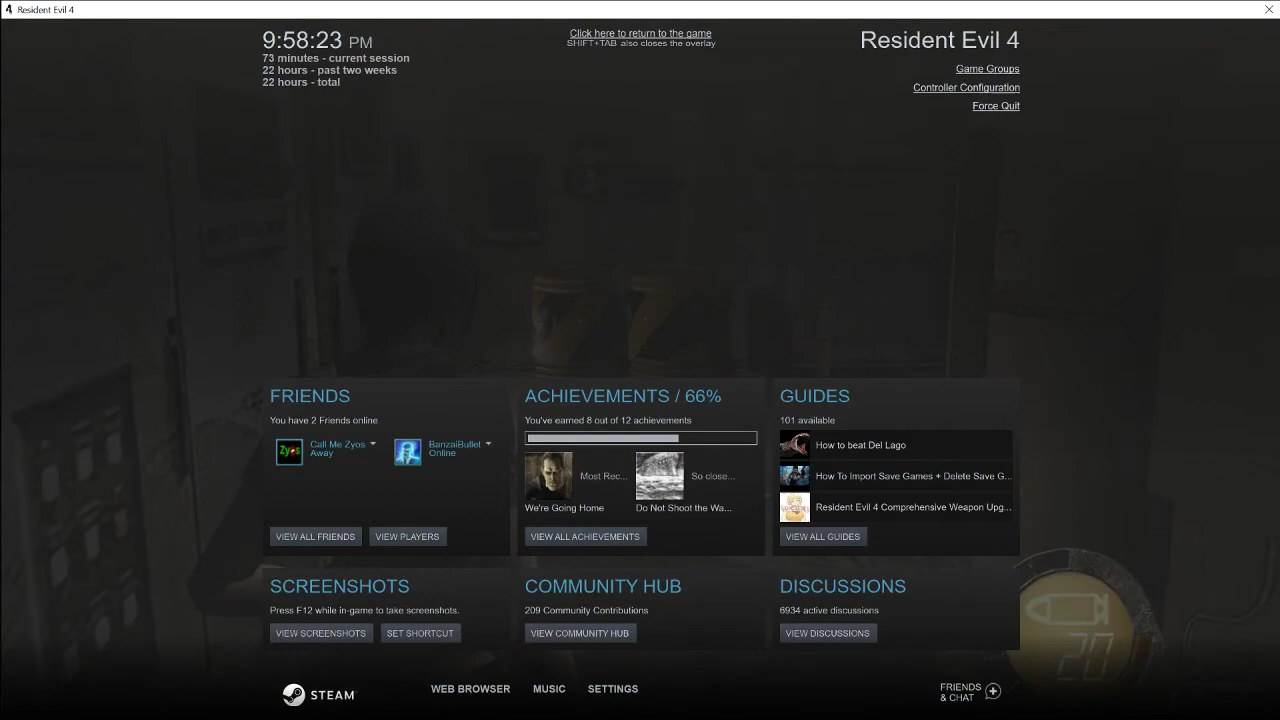 Resident Evil 4
9:58:23 PM
73 minutes - current session
22 hours - past two weeks
22 hours - total
Click here to return to the game
SHIFT+TAB also closes the overlay
Resident Evil 4
Game Groups
Controller Configuration
Force Quit
FRIENDS
You have 2 Friends online
Zyos
Call Me Zyos
Away
BanzaiBullet
Online
VIEW ALL FRIENDS
VIEW PLAYERS
ACHIEVEMENTS / 66%
You've earned 8 out of 12 achievements
Most Rec...
So close...
We're Going Home
Do Not Shoot the Wa...
VIEW ALL ACHIEVEMENTS
GUIDES
101 available
How to beat Del Lago
How To Import Save Games + Delete Save G...
Resident Evil 4 Comprehensive Weapon Upg...
VIEW ALL GUIDES
SCREENSHOTS
Press F12 while in-game to take screenshots.
VIEW SCREENSHOTS
SET SHORTCUT
COMMUNITY HUB
209 Community Contributions
VIEW COMMUNITY HUB
DISCUSSIONS
6934 active discussions
VIEW DISCUSSIONS
20
STEAM
WEB BROWSER
MUSIC
SETTINGS
FRIENDS
& CHAT